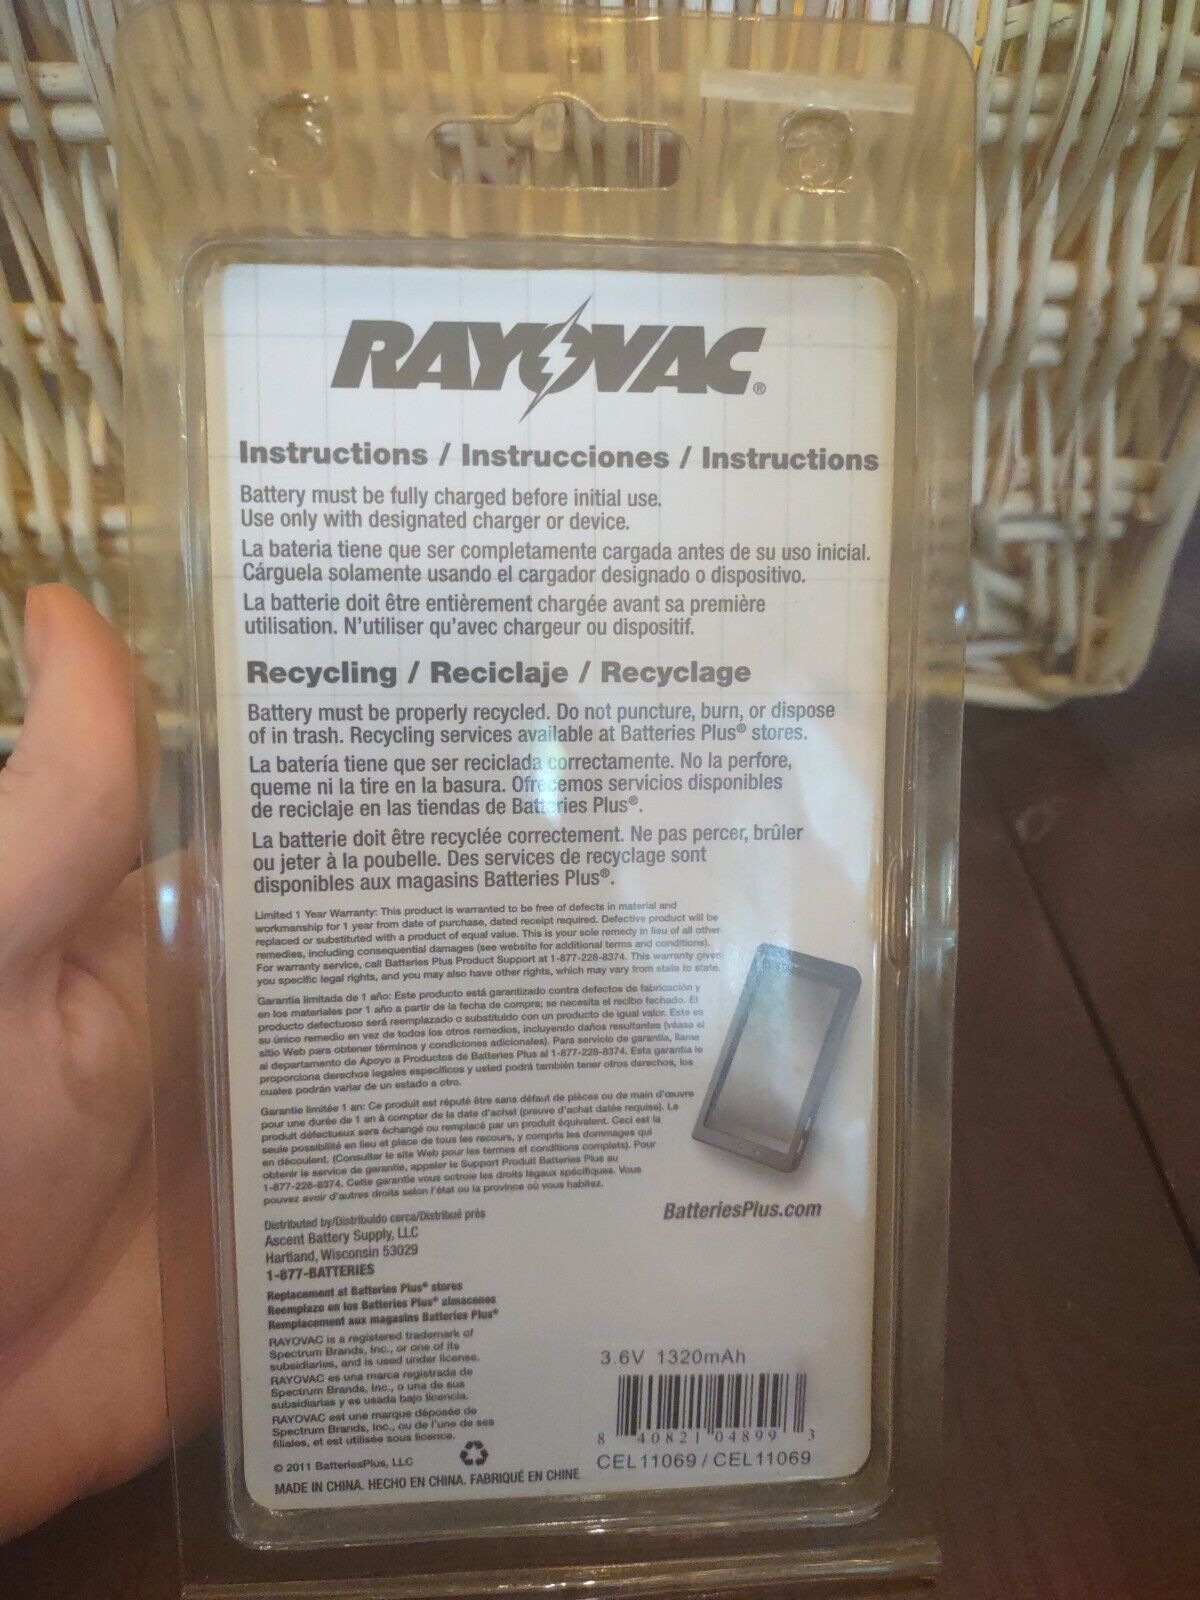 RAYOVAC®
Instructions / Instrucciones / Instructions
Battery must be fully charged before initial use.
Use only with designated charger or device.
La bateria tiene que ser completamente cargada antes de su uso inicial.
Cárguela solamente usando el cargador designado o dispositivo.
La batterie doit être entièrement chargée avant sa première
utilisation. N'utiliser qu'avec chargeur ou dispositif.
Recycling / Reciclaje / Recyclage
Battery must be properly recycled. Do not puncture, burn, or dispose
of in trash. Recycling services available at Batteries Plus® stores.
La batería tiene que ser reciclada correctamente. No la perfore,
queme ni la tire en la basura. Ofrecemos servicios disponibles
de reciclaje en las tiendas de Batteries Plus®.
La batterie doit être recyclée correctement. Ne pas percer, brûler
ou jeter à la poubelle. Des services de recyclage sont
disponibles aux magasins Batteries Plus®.
Limited 1 Year Warranty: This product is warranted to be free of defects in material and
workmanship for 1 year from date of purchase, dated receipt required. Defective product will be
replaced or substituted with a product of equal value. This is your sole remedy in lieu of all other
remedies, including consequential damages (see website for additional terms and conditions).
For warranty service, call Batteries Plus Product Support at 1-877-228-8374. This warranty gives
you specific legal rights, and you may also have other rights, which may vary from state to state.
Garantia limitada de 1 año: Este producto está garantizado contra defectos de fabricación y
en los materiales por 1 año a partir de la fecha de compra; se necesita el recibo fechado. El
producto defectuoso será reemplazado o substituido con un producto de igual valor. Este es
su único remedio en vez de todos los otros remedios, incluyendo daños resultantes (véase el
sitio Web para obtener términos y condiciones adicionales). Para servicio de garantia, llame
al departamento de Apoyo a Productos de Batteries Plus al 1-877-228-8374. Esta garantia le
proporciona derechos legales específicos y usted podrá también tener otros derechos, los
cuales podrán variar de un estado a otro.
Garantie limitée 1 an: Ce produit est réputé être sans défaut de pièces ou de main d'œuvre
pour une durée de 1 an à compter de la date d'achat (preuve d'achat datée requise). Le
produit défectueux sera échangé ou remplacé par un produit équivalent. Ceci est la
seule possibilité en lieu et place de tous les recours, y compris les dommages qui
en découlent. (Consulter le site Web pour les termes et conditions complets). Pour
obtenir le service de garantie, appeler le Support Produit Batteries Plus au
1-877-228-8374. Cette garantie vous octroie les droits légaux spécifiques. Vous
pouvez avoir d'autres droits selon l'état ou la province où vous habitez.
BatteriesPlus.com
Distributed by/Distribuido cerca/Distribué près
Ascent Battery Supply, LLC
Hartland, Wisconsin 53029
1-877-BATTERIES
Replacement at Batteries Plus® stores
Reemplazo en los Batteries Plus® almacenes
Remplacement aux magasins Batteries Plus®
RAYOVAC is a registered trademark of
Spectrum Brands, Inc., or one of its
subsidiaries, and is used under license.
RAYOVAC es una marca registrada de
Spectrum Brands, Inc., o una de sus
subsidiarias y es usada bajo licencia.
RAYOVAC est une marque déposée de
Spectrum Brands, Inc., ou de l'une de ses
filiales, et est utilisée sous licence.
© 2011 BatteriesPlus, LLC
MADE IN CHINA. HECHO EN CHINA. FABRIQUÉ EN CHINE
3.6V 1320mAh
8 40821 04899 3
CEL11069 / CEL11069